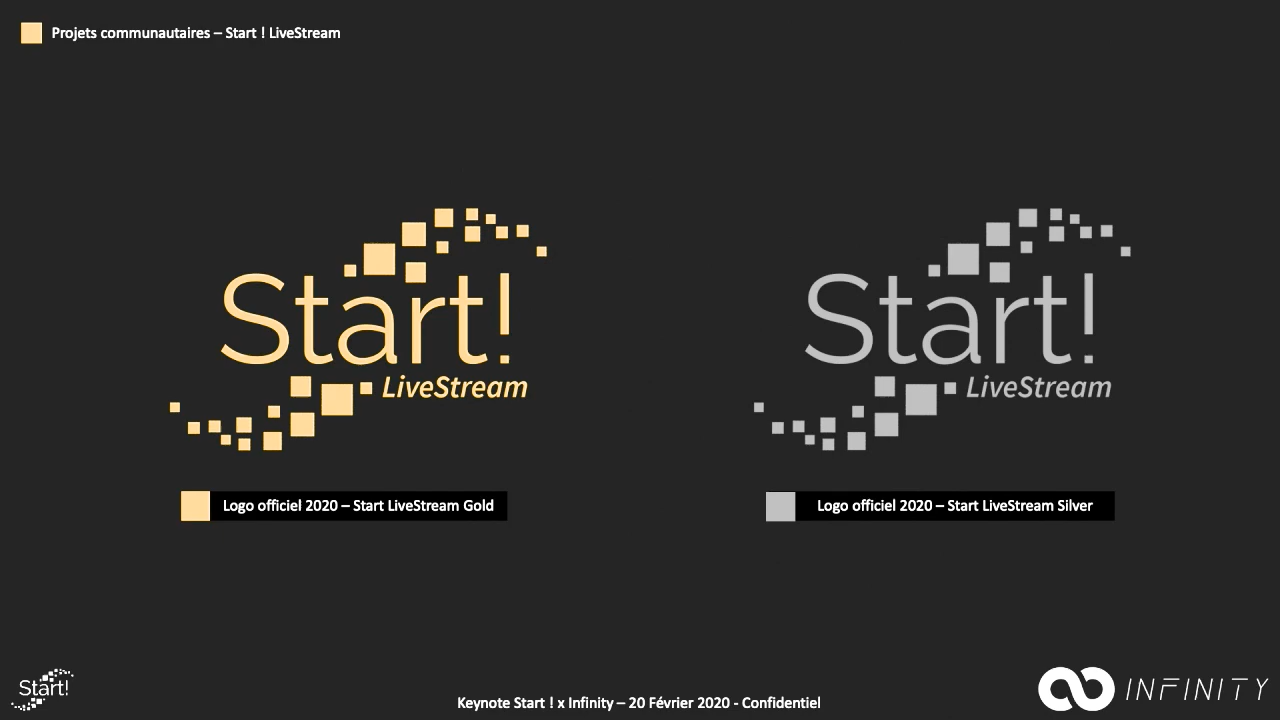 Projets communautaires – Start ! LiveStream
Start!
LiveStream
Start!
LiveStream
Logo officiel 2020 – Start LiveStream Gold
Logo officiel 2020 – Start LiveStream Silver
Start!
Keynote Start ! x Infinity – 20 Février 2020 - Confidentiel
INFINITY